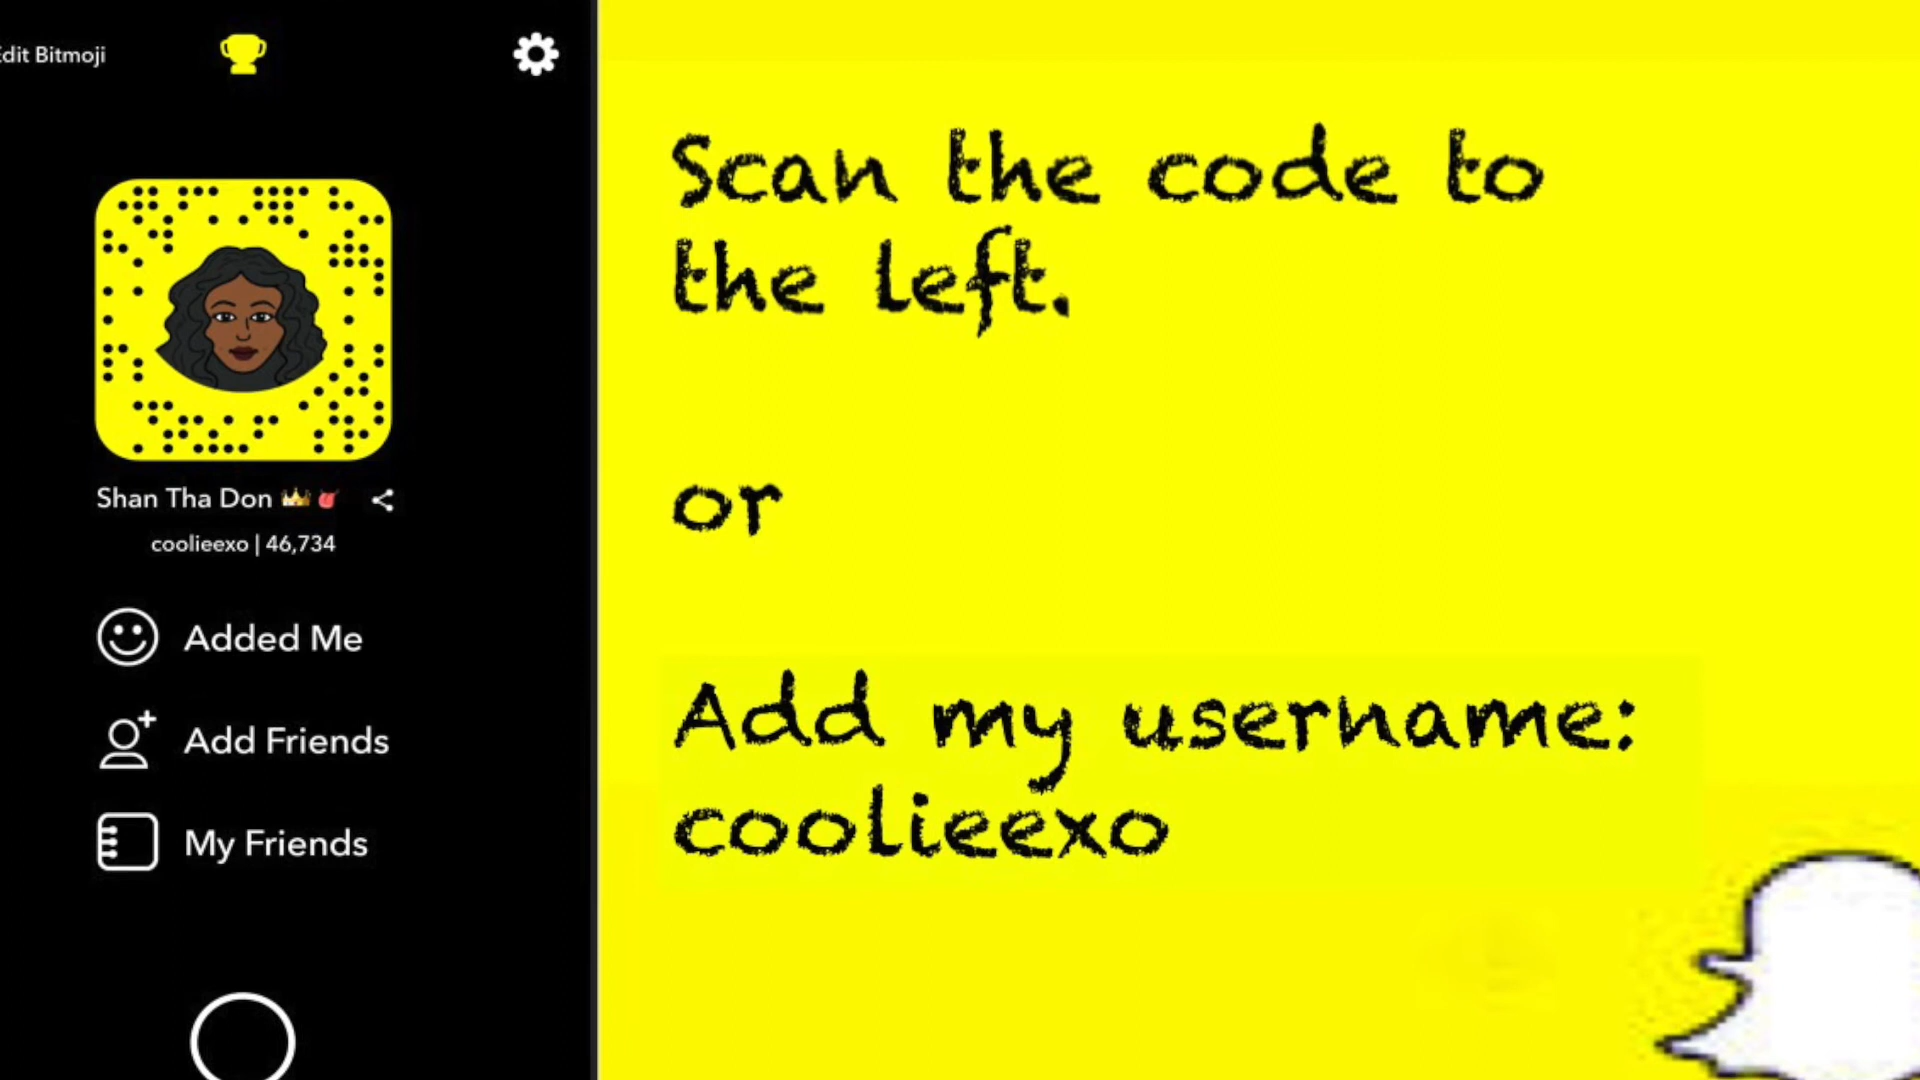 Edit Bitmoji
Shan Tha Don 👑👅
coolieexo | 46,734
Added Me
Add Friends
My Friends
Scan the code to
the left.
or
Add my username:
coolieexo